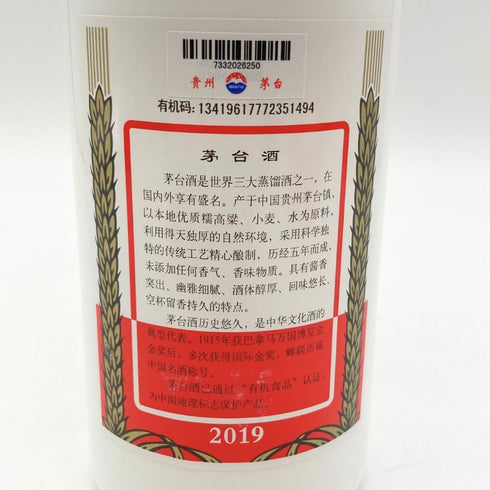 7332026250
贵州 MOUTAI 茅台
有机码: 13419617772351494
茅台酒
茅台酒是世界三大蒸馏酒之一，在
国内外享有盛名。产于中国贵州茅台镇，
以本地优质糯高粱、小麦、水为原料，
利用得天独厚的自然环境，采用科学独
特的传统工艺精心酿制，历经五年而成，
未添加任何香气、香味物质。具有酱香
突出、幽雅细腻、酒体醇厚、回味悠长、
空杯留香持久的特点。
茅台酒历史悠久，是中华文化酒的
典型代表。1915年获巴拿马万国博览会
金奖后，多次获得国际金奖，蝉联历届
中国名酒称号。
茅台酒已通过“有机食品”认证，
为中国地理标志保护产品。
2019